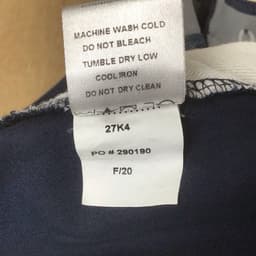 MACHINE WASH COLD
DO NOT BLEACH
TUMBLE DRY LOW
COOL IRON
DO NOT DRY CLEAN
27K4
PO # 290190
F/20